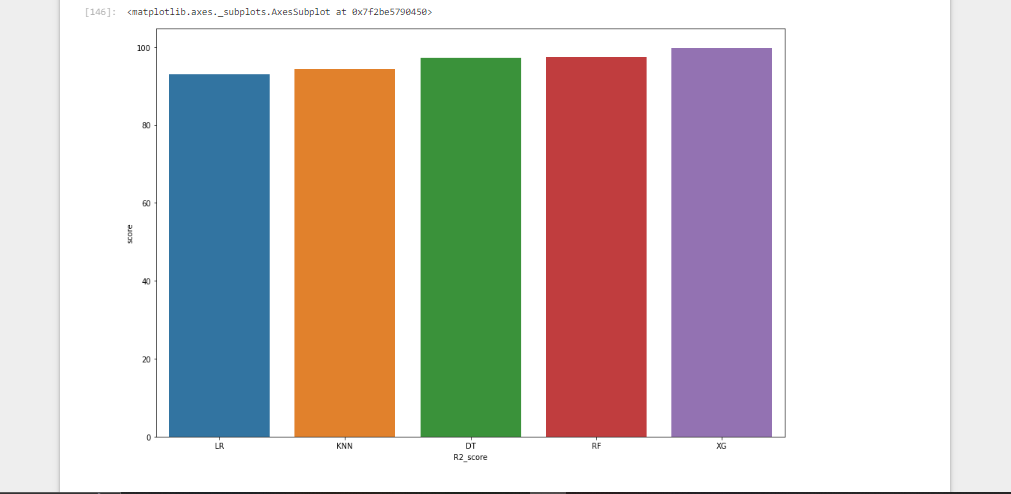 [146]: <matplotlib.axes._subplots.AxesSubplot at 0x7f2be5790450>
100
80
60
40
20
0
score
LR KNN DT RF XG
R2_score